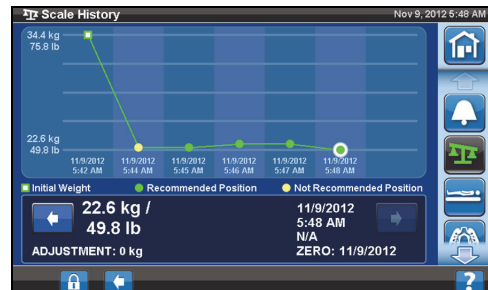 Scale History
Nov 9, 2012 5:48 AM
34.4 kg
75.8 lb
22.6 kg
49.8 lb
11/9/2012 11/9/2012 11/9/2012 11/9/2012 11/9/2012 11/9/2012
5:42 AM 5:44 AM 5:45 AM 5:46 AM 5:47 AM 5:48 AM
Initial Weight Recommended Position Not Recommended Position
22.6 kg /
49.8 lb
11/9/2012
5:48 AM
N/A
ADJUSTMENT: 0 kg
ZERO: 11/9/2012
?